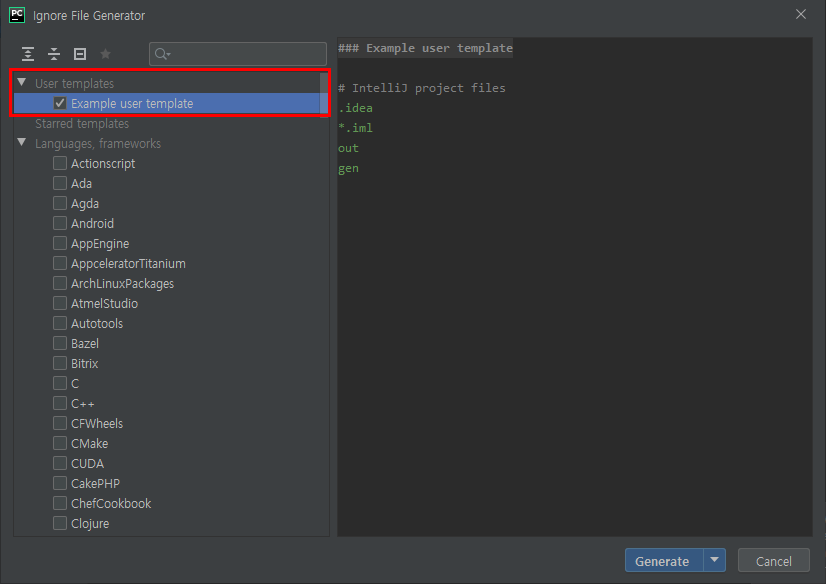 PC Ignore File Generator
User templates
Example user template
Starred templates
Languages, frameworks
Actionscript
Ada
Agda
Android
AppEngine
AppceleratorTitanium
ArchLinuxPackages
AtmelStudio
Autotools
Bazel
Bitrix
C
C++
CFWheels
CMake
CUDA
CakePHP
ChefCookbook
Clojure
### Example user template
# IntelliJ project files
.idea
*.iml
out
gen
Generate
Cancel